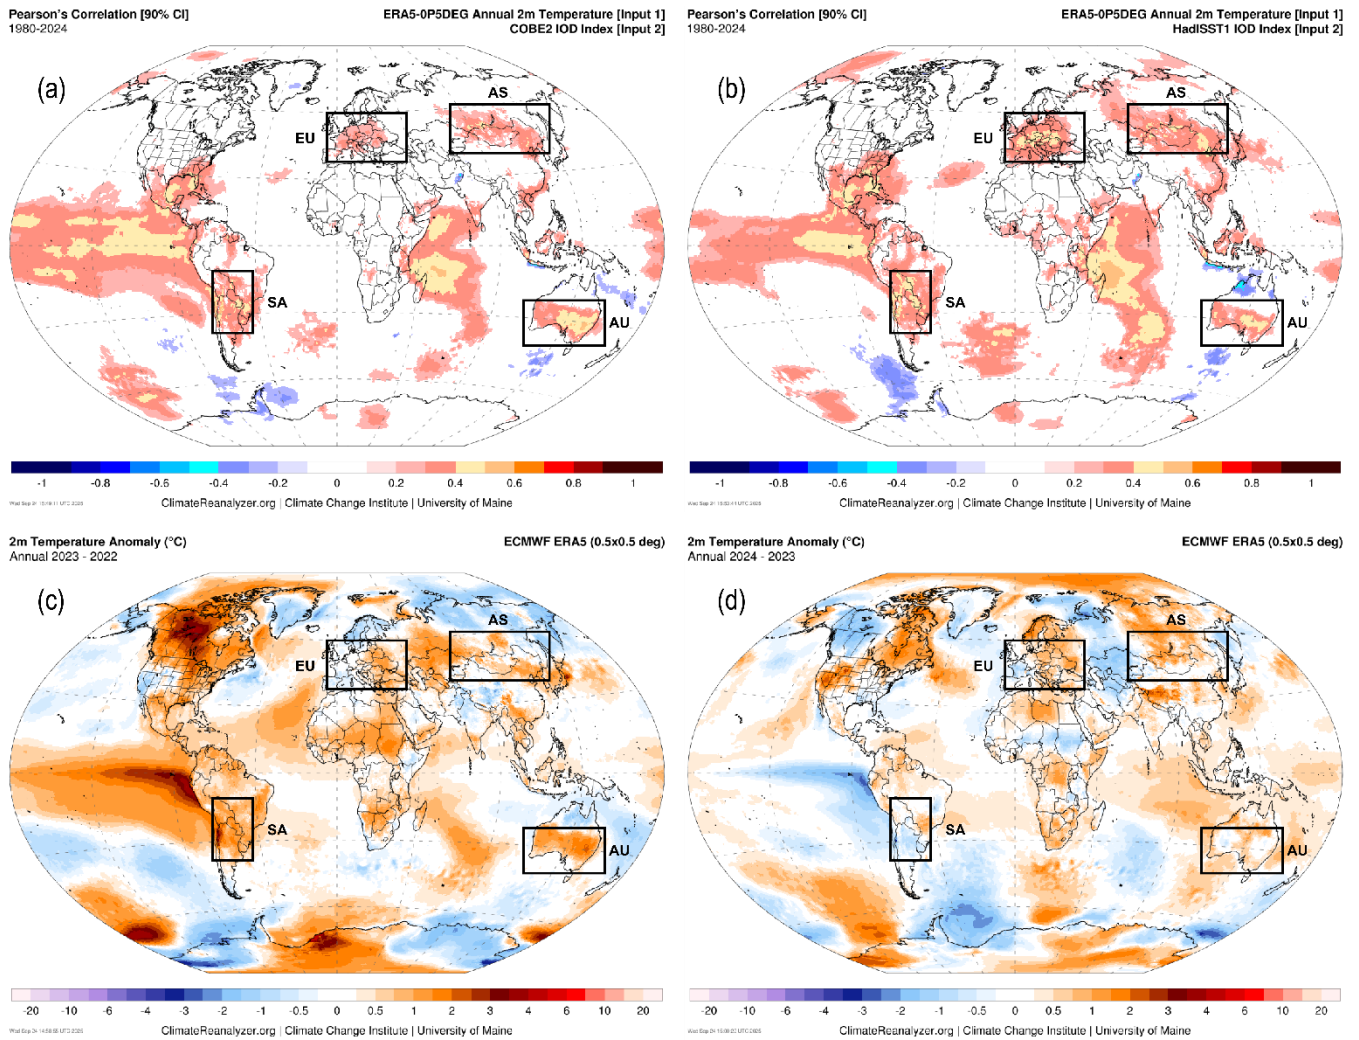 Pearson's Correlation [90% CI]
1980-2024
ERA5-0P5DEG Annual 2m Temperature [Input 1]
COBE2 IOD Index [Input 2]
(a)
EU
AS
SA
AU
-1 -0.8 -0.6 -0.4 -0.2 0 0.2 0.4 0.6 0.8 1
ClimateReanalyzer.org | Climate Change Institute | University of Maine
Pearson's Correlation [90% CI]
1980-2024
ERA5-0P5DEG Annual 2m Temperature [Input 1]
HadISST1 IOD Index [Input 2]
(b)
EU
AS
SA
AU
-1 -0.8 -0.6 -0.4 -0.2 0 0.2 0.4 0.6 0.8 1
ClimateReanalyzer.org | Climate Change Institute | University of Maine
2m Temperature Anomaly (°C)
Annual 2023 - 2022
ECMWF ERA5 (0.5x0.5 deg)
(c)
EU
AS
SA
AU
-20 -10 -6 -4 -3 -2 -1 -0.5 0 0.5 1 2 3 4 6 10 20
ClimateReanalyzer.org | Climate Change Institute | University of Maine
2m Temperature Anomaly (°C)
Annual 2024 - 2023
ECMWF ERA5 (0.5x0.5 deg)
(d)
EU
AS
SA
AU
-20 -10 -6 -4 -3 -2 -1 -0.5 0 0.5 1 2 3 4 6 10 20
ClimateReanalyzer.org | Climate Change Institute | University of Maine